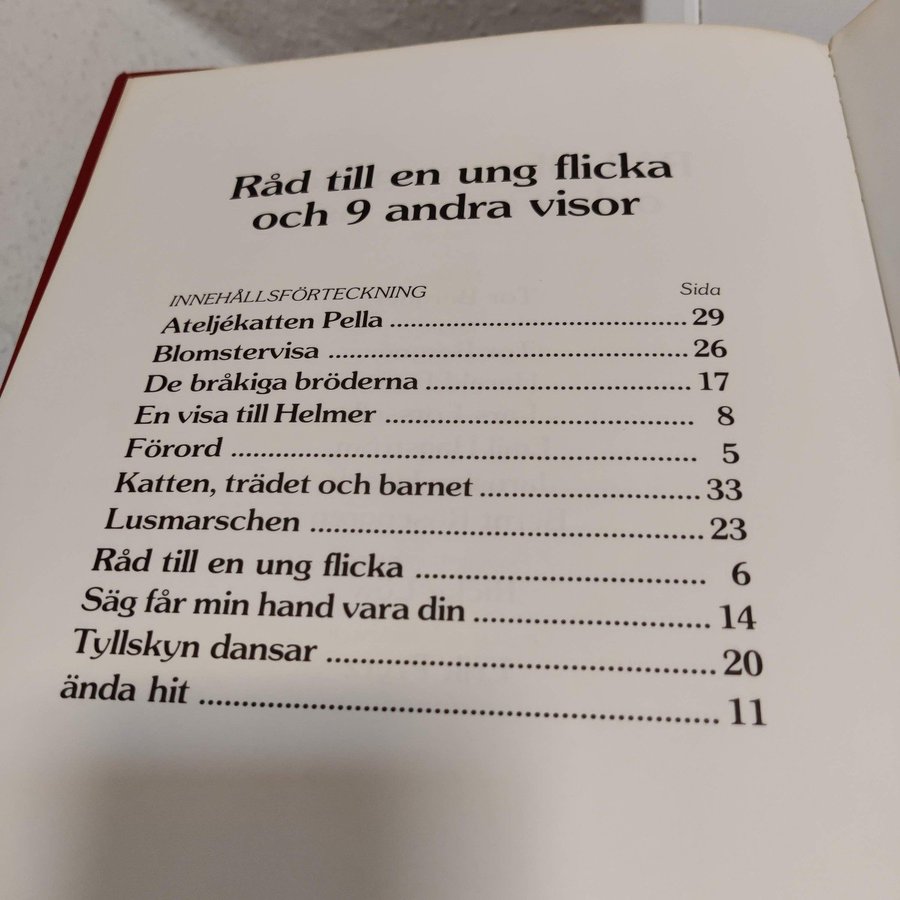 Råd till en ung flicka
och 9 andra visor
INNEHÅLLSFÖRTECKNING Sida
Ateljékatten Pella 29
Blomstervisa 26
De bråkiga bröderna 17
En visa till Helmer 8
Förord 5
Katten, trädet och barnet 33
Lusmarschen 23
Råd till en ung flicka 6
Säg får min hand vara din 14
Tyllskyn dansar 20
ända hit 11